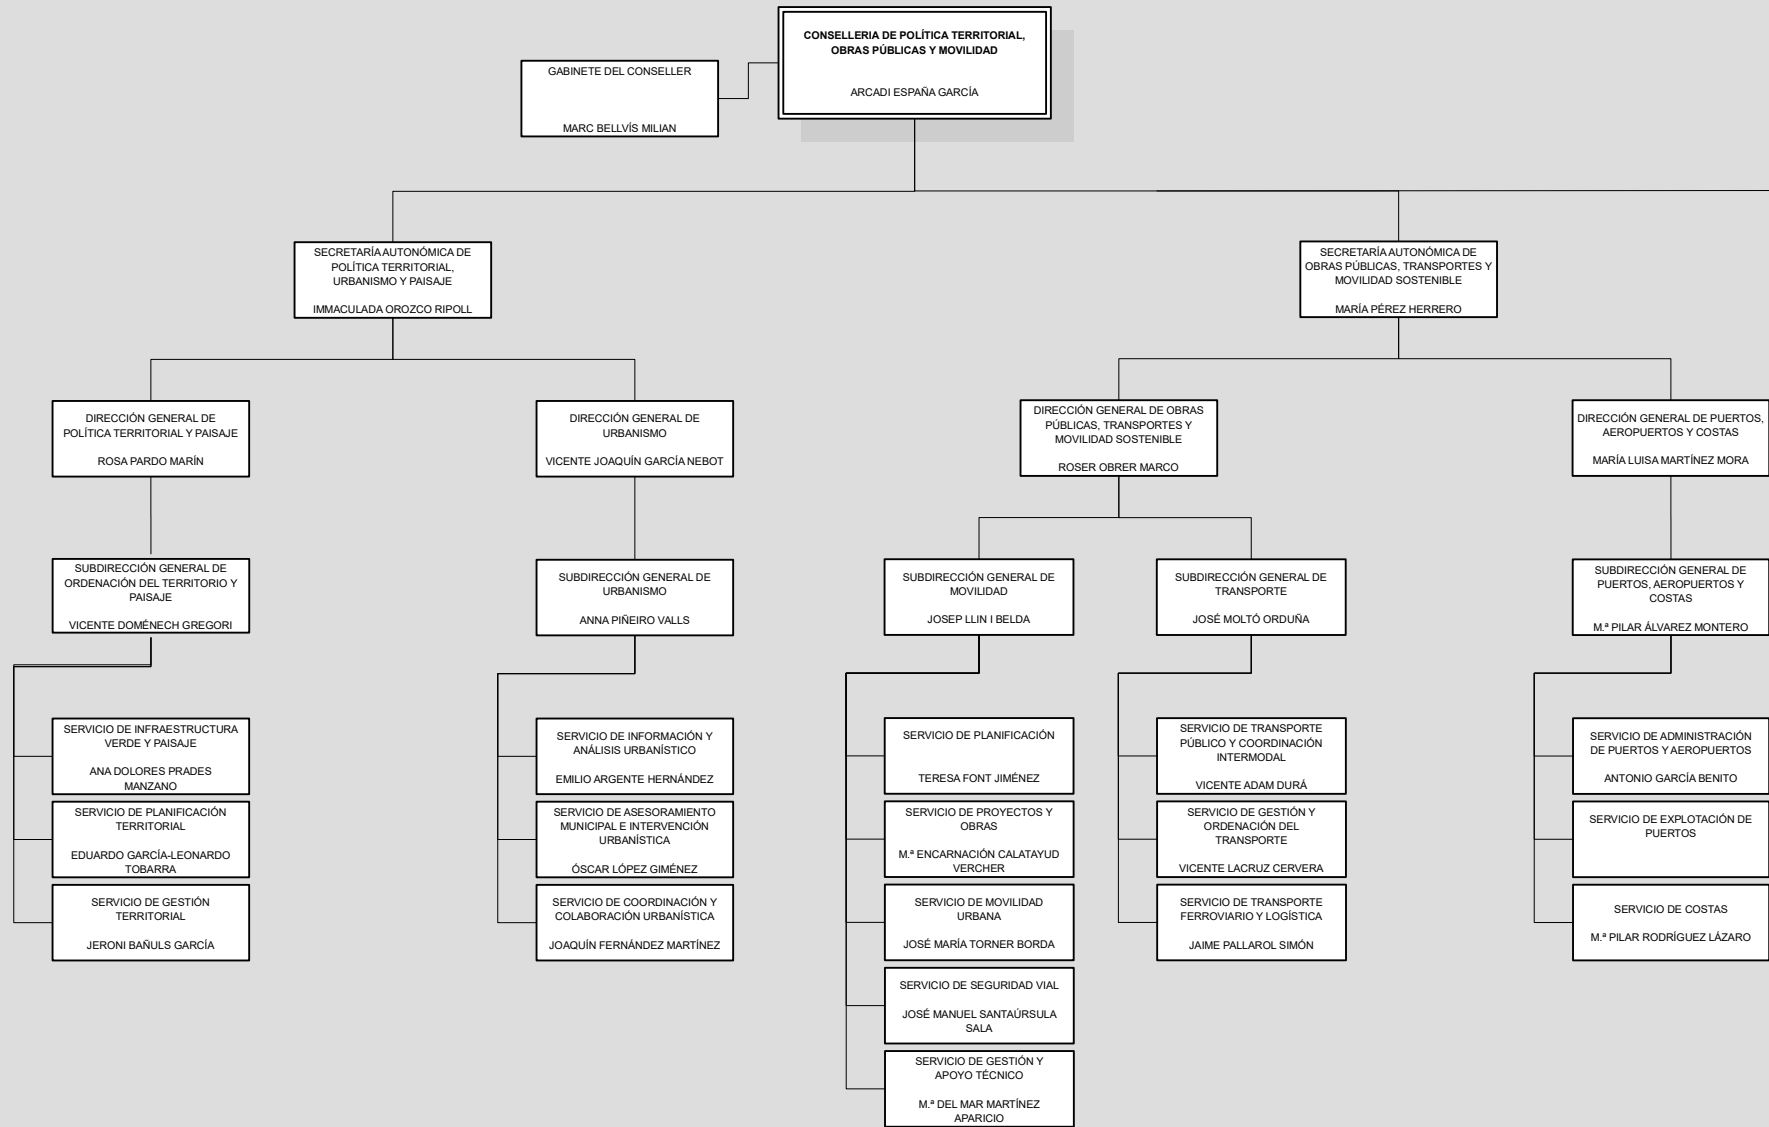 CONSELLERIA DE POLÍTICA TERRITORIAL,
OBRAS PÚBLICAS Y MOVILIDAD
ARCADI ESPAÑA GARCÍA
GABINETE DEL CONSELLER
MARC BELLVÍS MILIAN
SECRETARÍA AUTONÓMICA DE
POLÍTICA TERRITORIAL,
URBANISMO Y PAISAJE
IMMACULADA OROZCO RIPOLL
SECRETARÍA AUTONÓMICA DE
OBRAS PÚBLICAS, TRANSPORTES Y
MOVILIDAD SOSTENIBLE
MARÍA PÉREZ HERRERO
DIRECCIÓN GENERAL DE
POLÍTICA TERRITORIAL Y PAISAJE
ROSA PARDO MARÍN
DIRECCIÓN GENERAL DE
URBANISMO
VICENTE JOAQUÍN GARCÍA NEBOT
DIRECCIÓN GENERAL DE OBRAS
PÚBLICAS, TRANSPORTES Y
MOVILIDAD SOSTENIBLE
ROSER OBRER MARCO
DIRECCIÓN GENERAL DE PUERTOS,
AEROPUERTOS Y COSTAS
MARÍA LUISA MARTÍNEZ MORA
SUBDIRECCIÓN GENERAL DE
ORDENACIÓN DEL TERRITORIO Y
PAISAJE
VICENTE DOMÉNECH GREGORI
SUBDIRECCIÓN GENERAL DE
URBANISMO
ANNA PIÑEIRO VALLS
SUBDIRECCIÓN GENERAL DE
MOVILIDAD
JOSEP LLIN I BELDA
SUBDIRECCIÓN GENERAL DE
TRANSPORTE
JOSÉ MOLTÓ ORDUÑA
SUBDIRECCIÓN GENERAL DE
PUERTOS, AEROPUERTOS Y
COSTAS
M.ª PILAR ÁLVAREZ MONTERO
SERVICIO DE INFRAESTRUCTURA
VERDE Y PAISAJE
ANA DOLORES PRADES
MANZANO
SERVICIO DE PLANIFICACIÓN
TERRITORIAL
EDUARDO GARCÍA-LEONARDO
TOBARRA
SERVICIO DE GESTIÓN
TERRITORIAL
JERONI BAÑULS GARCÍA
SERVICIO DE INFORMACIÓN Y
ANÁLISIS URBANÍSTICO
EMILIO ARGENTE HERNÁNDEZ
SERVICIO DE ASESORAMIENTO
MUNICIPAL E INTERVENCIÓN
URBANÍSTICA
ÓSCAR LÓPEZ GIMÉNEZ
SERVICIO DE COORDINACIÓN Y
COLABORACIÓN URBANÍSTICA
JOAQUÍN FERNÁNDEZ MARTÍNEZ
SERVICIO DE PLANIFICACIÓN
TERESA FONT JIMÉNEZ
SERVICIO DE PROYECTOS Y
OBRAS
M.ª ENCARNACIÓN CALATAYUD
VERCHER
SERVICIO DE MOVILIDAD
URBANA
JOSÉ MARÍA TORNER BORDA
SERVICIO DE SEGURIDAD VIAL
JOSÉ MANUEL SANTAÚRSULA
SALA
SERVICIO DE GESTIÓN Y
APOYO TÉCNICO
M.ª DEL MAR MARTÍNEZ
APARICIO
SERVICIO DE TRANSPORTE
PÚBLICO Y COORDINACIÓN
INTERMODAL
VICENTE ADAM DURÁ
SERVICIO DE GESTIÓN Y
ORDENACIÓN DEL
TRANSPORTE
VICENTE LACRUZ CERVERA
SERVICIO DE TRANSPORTE
FERROVIARIO Y LOGÍSTICA
JAIME PALLAROL SIMÓN
SERVICIO DE ADMINISTRACIÓN
DE PUERTOS Y AEROPUERTOS
ANTONIO GARCÍA BENITO
SERVICIO DE EXPLOTACIÓN DE
PUERTOS
SERVICIO DE COSTAS
M.ª PILAR RODRÍGUEZ LÁZARO